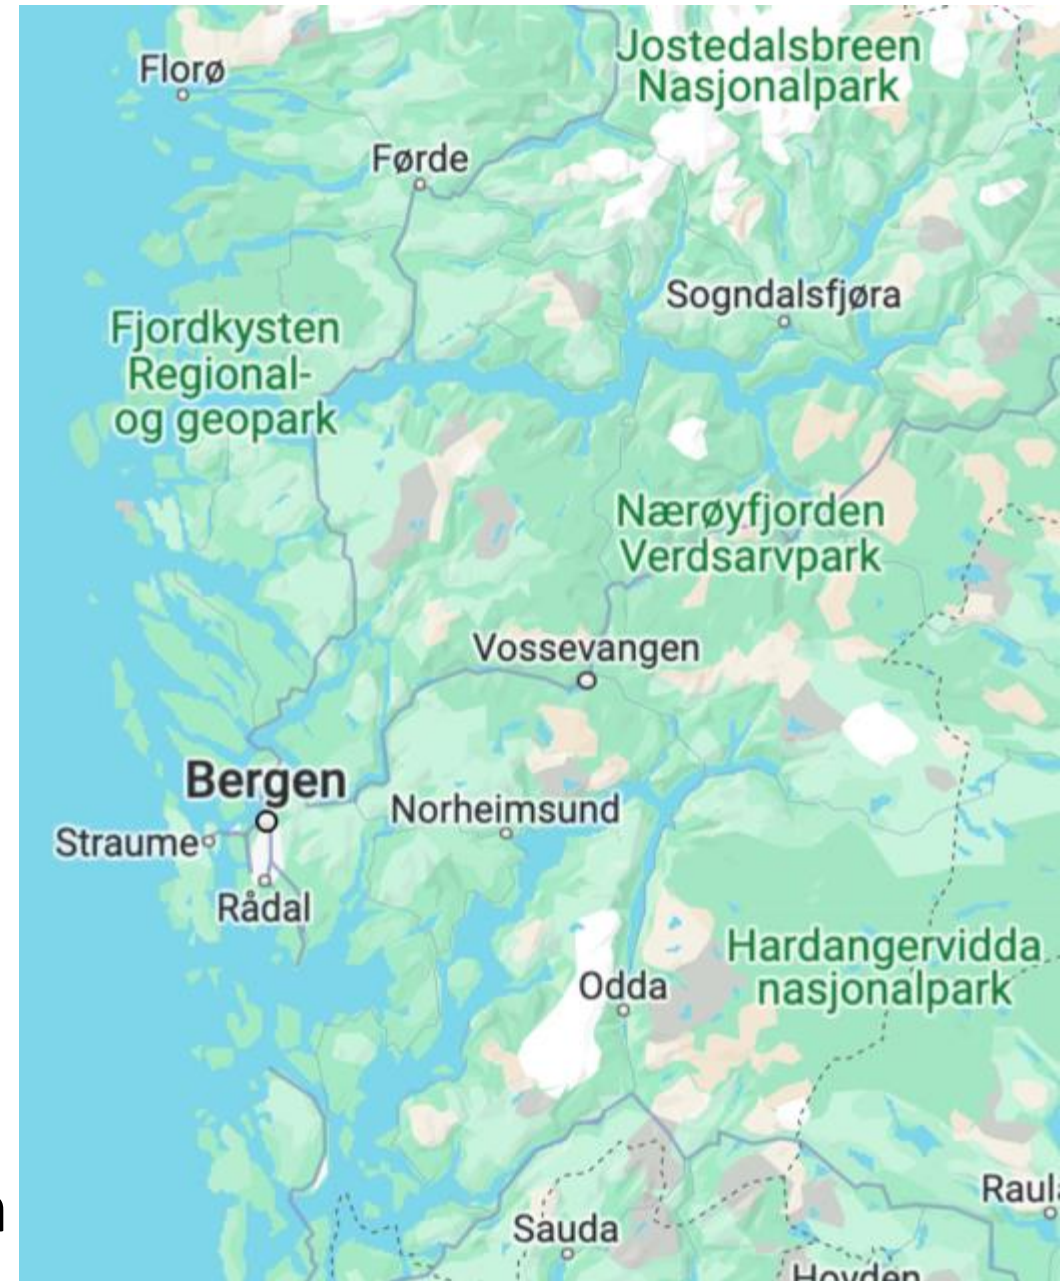 Jostedalsbreen
Nasjonalpark
Florø
Førde
Sogndalsfjøra
Fjordkysten
Regional-
og geopark
Nærøyfjorden
Verdsarvpark
Vossevangen
Bergen
Norheimsund
Straume
Rådal
Hardangervidda
nasjonalpark
Odda
Sauda